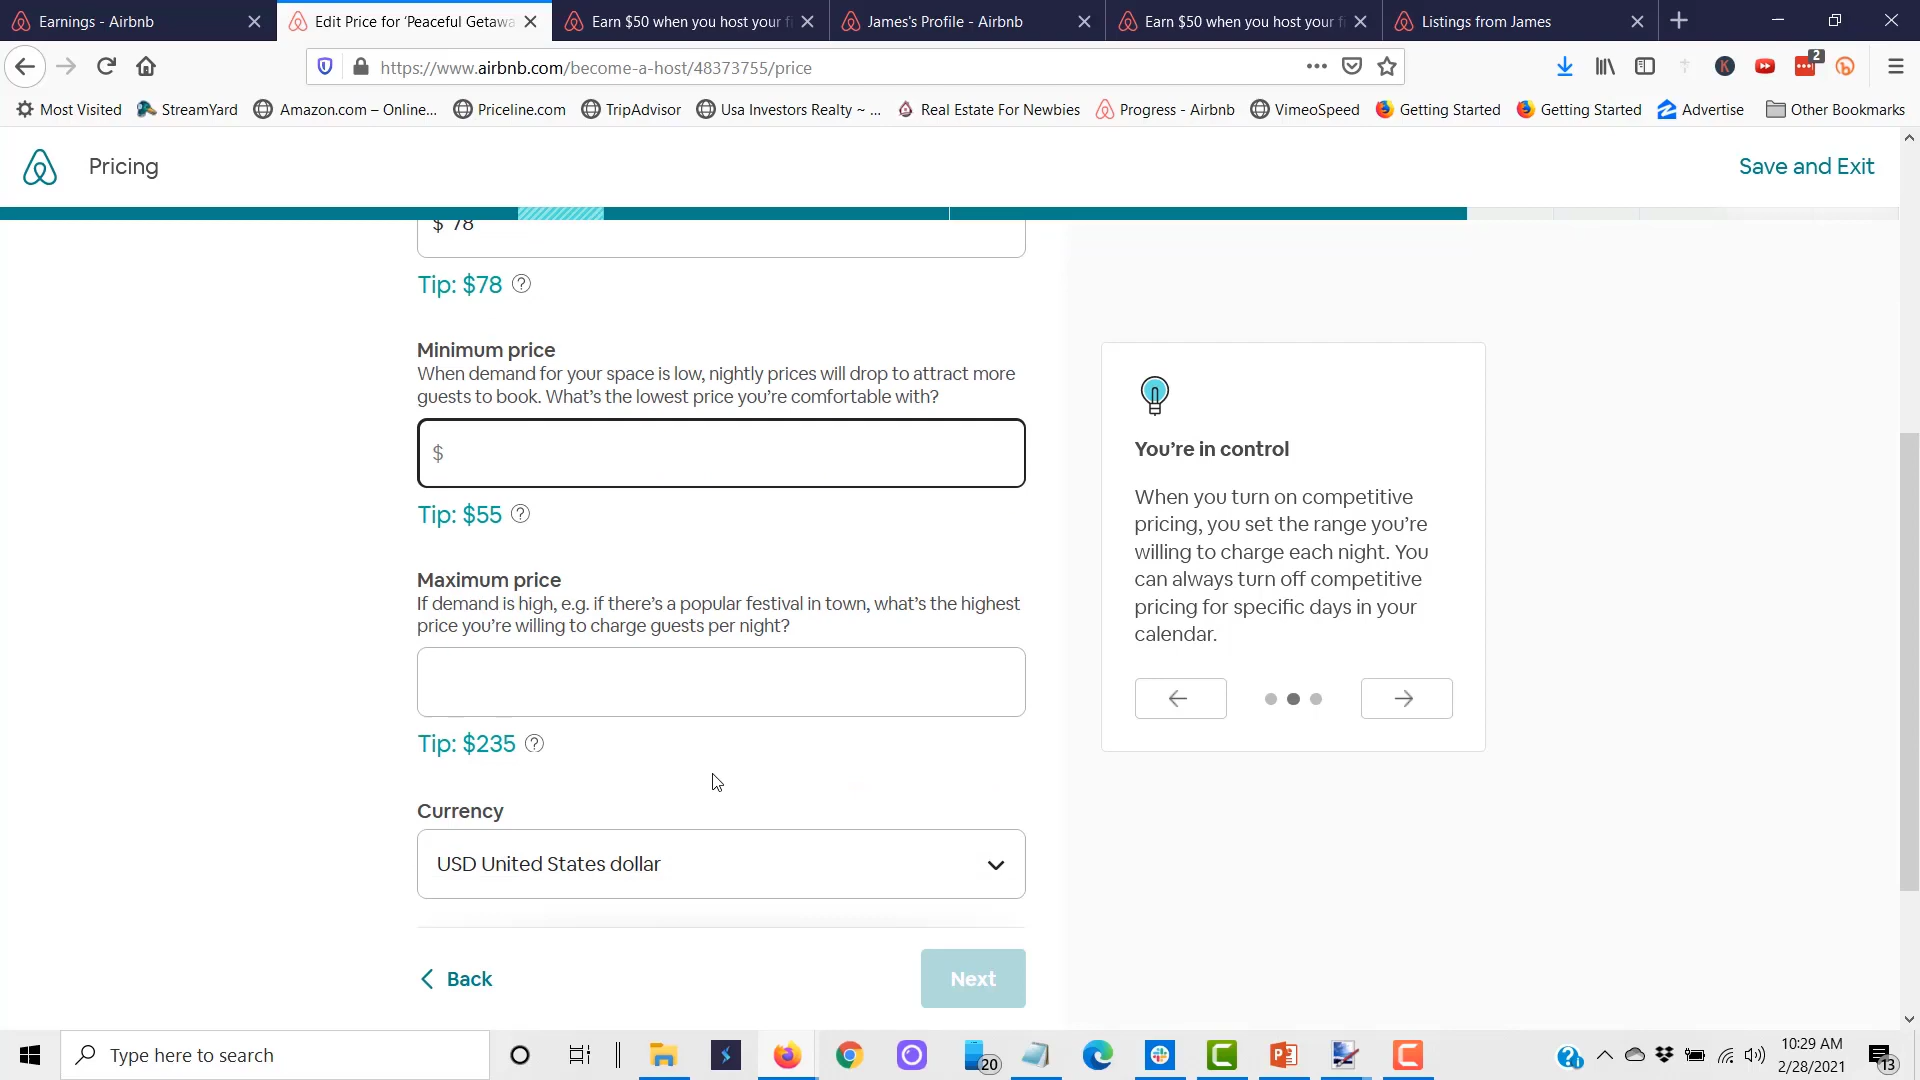 Earnings - Airbnb
Edit Price for 'Peaceful Getawa
Earn $50 when you host your fi
James's Profile - Airbnb
Earn $50 when you host your fi
Listings from James
https://www.airbnb.com/become-a-host/48373755/price
2
Most Visited
StreamYard
Amazon.com – Online...
Priceline.com
TripAdvisor
Usa Investors Realty ~ ...
Real Estate For Newbies
Progress - Airbnb
VimeoSpeed
Getting Started
Getting Started
Advertise
Other Bookmarks
Pricing
Save and Exit
$ 78
Tip: $78
Minimum price
When demand for your space is low, nightly prices will drop to attract more
guests to book. What's the lowest price you're comfortable with?
$
Tip: $55
Maximum price
If demand is high, e.g. if there's a popular festival in town, what's the highest
price you're willing to charge guests per night?
Tip: $235
Currency
USD United States dollar
Back
Next
You're in control
When you turn on competitive
pricing, you set the range you're
willing to charge each night. You
can always turn off competitive
pricing for specific days in your
calendar.
Type here to search
20
10:29 AM
2/28/2021
13